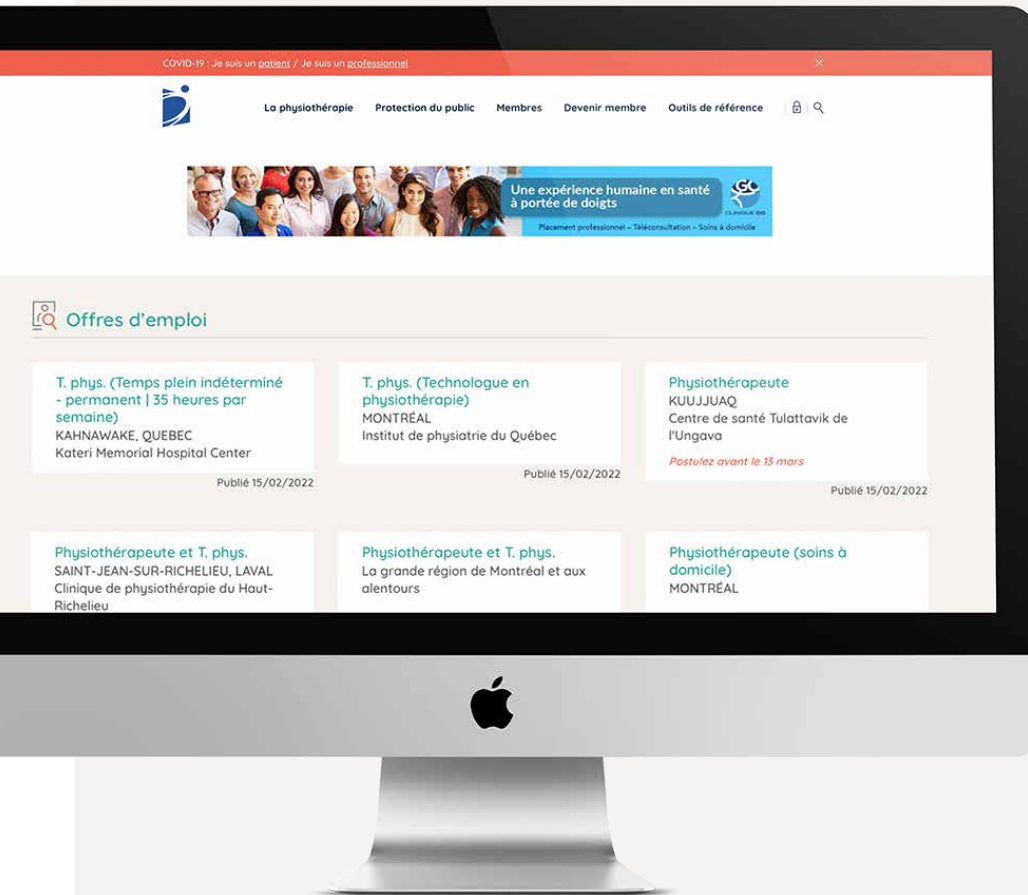 COVID-19 : Je suis un patient / Je suis un professionnel
La physiothérapie Protection du public Membres Devenir membre Outils de référence
Une expérience humaine en santé
à portée de doigts
GO
CLINIQUE GO
Placement professionnel – Téléconsultation – Soins à domicile
Offres d'emploi
T. phys. (Temps plein indéterminé
- permanent | 35 heures par
semaine)
KAHNAWAKE, QUEBEC
Kateri Memorial Hospital Center
Publié 15/02/2022
T. phys. (Technologue en
physiothérapie)
MONTRÉAL
Institut de physiatrie du Québec
Publié 15/02/2022
Physiothérapeute
KUUJJUAQ
Centre de santé Tulattavik de
l'Ungava
Postulez avant le 13 mars
Publié 15/02/2022
Physiothérapeute et T. phys.
SAINT-JEAN-SUR-RICHELIEU, LAVAL
Clinique de physiothérapie du Haut-
Richelieu
Physiothérapeute et T. phys.
La grande région de Montréal et aux
alentours
Physiothérapeute (soins à
domicile)
MONTRÉAL